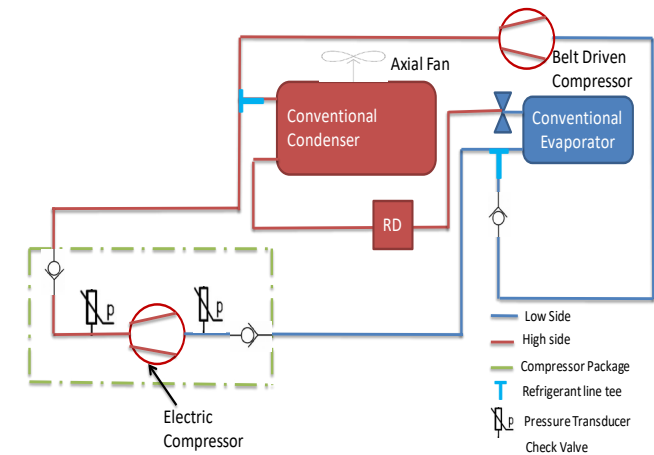 Axial Fan
Belt Driven
Compressor
Conventional
Condenser
Conventional
Evaporator
RD
p
p
Electric
Compressor
Low Side
High side
Compressor Package
Refrigerant line tee
p
Pressure Transducer
Check Valve